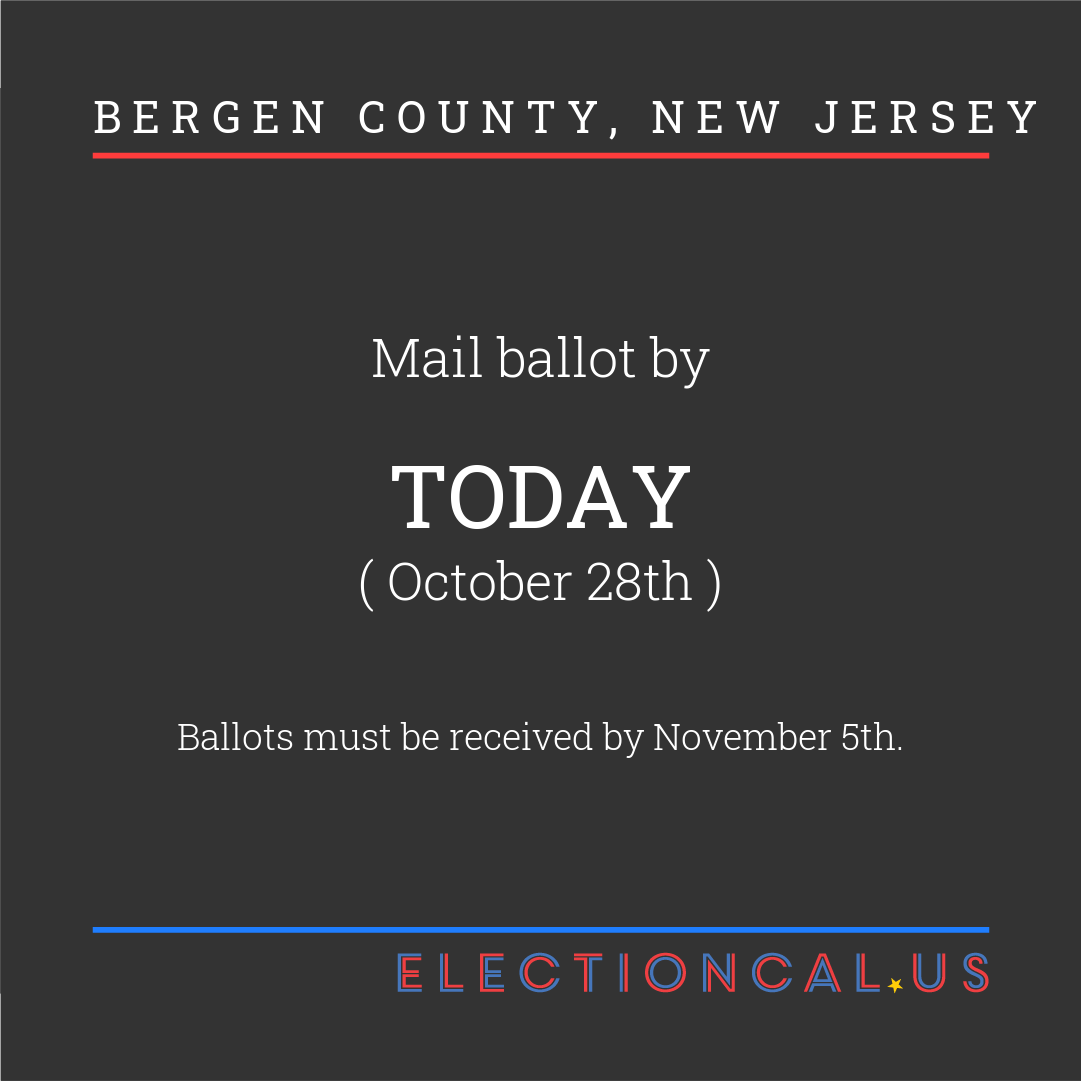 BERGEN COUNTY, NEW JERSEY
Mail ballot by
TODAY
( October 28th )
Ballots must be received by November 5th.
ELECTIONCAL.US